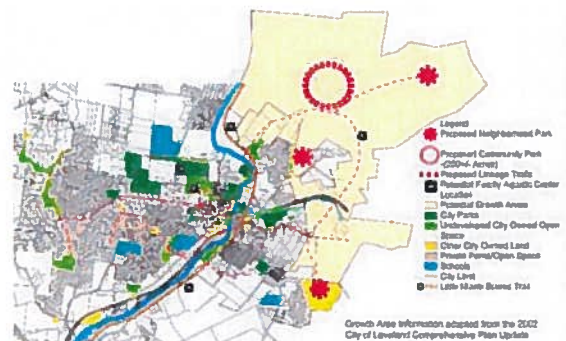 Legend
Proposed Neighborhood Park
Proposed Community Park
(200+/- Acres)
Proposed Linkage Trails
Potential Family Aquatic Center
Location
Potential Growth Areas
City Parks
Undeveloped City Owned Open
Space
Other City Owned Land
Private Parks/Open Space
Schools
City Limit
Little Miami Scenic Trail
Growth Area Information adapted from the 2002
City of Loveland Comprehensive Plan Update